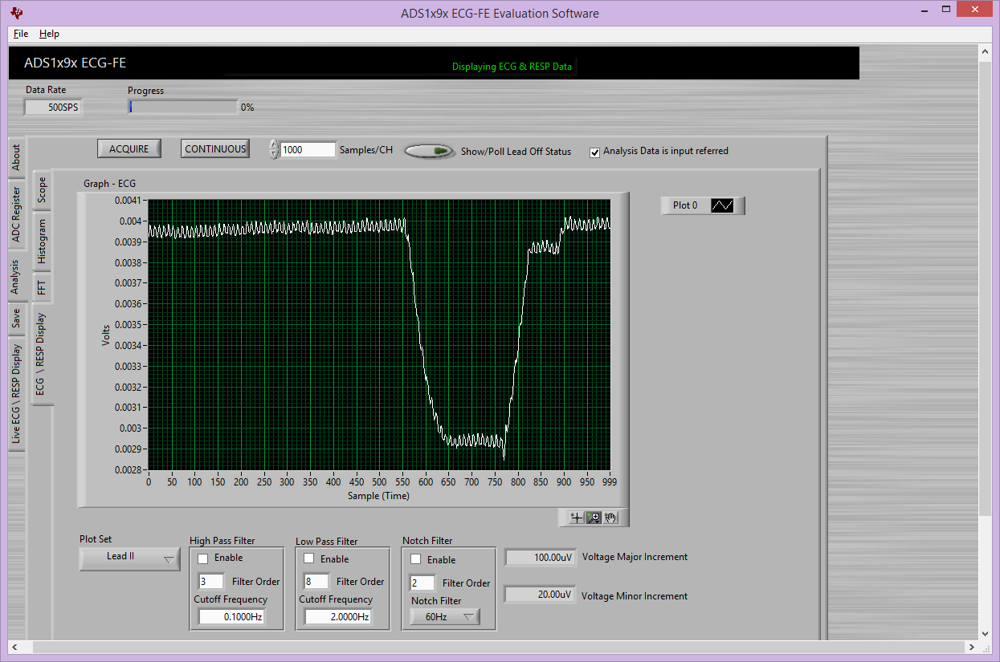 ADS1x9x ECG-FE Evaluation Software
File Help
ADS1x9x ECG-FE
Displaying ECG & RESP Data
Data Rate
500SPS
Progress
0%
About
ADC Register
Analysis
Save
Live ECG \ RESP Display
Scope
Histogram
FFT
ECG \ RESP Display
ACQUIRE
CONTINUOUS
1000 Samples/CH
Show/Poll Lead Off Status
Analysis Data is input referred
Graph - ECG
Plot 0
Volts
0.0041
0.004
0.0039
0.0038
0.0037
0.0036
0.0035
0.0034
0.0033
0.0032
0.0031
0.003
0.0029
0.0028
0 50 100 150 200 250 300 350 400 450 500 550 600 650 700 750 800 850 900 950 999
Sample (Time)
Plot Set
Lead II
High Pass Filter
Enable
3 Filter Order
Cutoff Frequency
0.1000Hz
Low Pass Filter
Enable
8 Filter Order
Cutoff Frequency
2.0000Hz
Notch Filter
Enable
2 Filter Order
Notch Filter
60Hz
100.00uV Voltage Major Increment
20.00uV Voltage Minor Increment